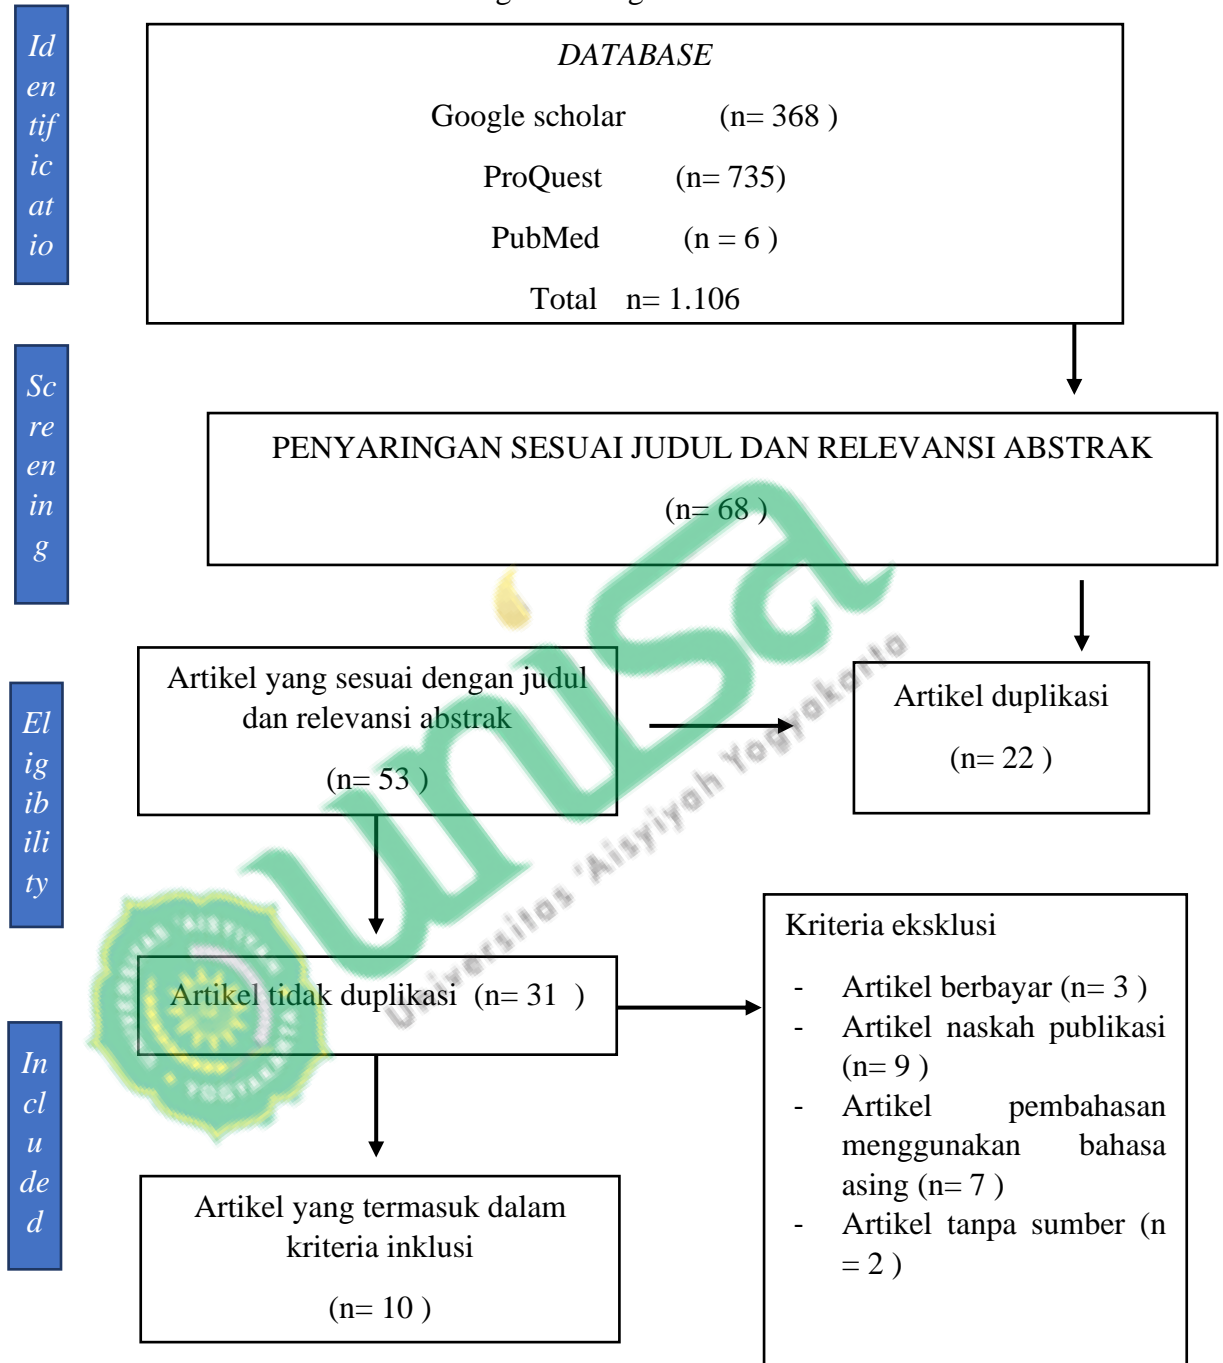 Id
en
tif
ic
at
io
DATABASE
Google scholar (n= 368 )
ProQuest (n= 735)
PubMed (n = 6 )
Total n= 1.106
Sc
re
en
in
g
PENYARINGAN SESUAI JUDUL DAN RELEVANSI ABSTRAK
(n= 68 )
El
ig
ib
ili
ty
Artikel yang sesuai dengan judul
dan relevansi abstrak
(n= 53 )
Artikel duplikasi
(n= 22 )
unisa
Universitas 'Aisyiyah Yogyakarta
Artikel tidak duplikasi (n= 31 )
Kriteria eksklusi
- Artikel berbayar (n= 3 )
- Artikel naskah publikasi
(n= 9 )
- Artikel pembahasan
menggunakan bahasa
asing (n= 7 )
- Artikel tanpa sumber (n
= 2 )
In
cl
u
de
d
Artikel yang termasuk dalam
kriteria inklusi
(n= 10 )